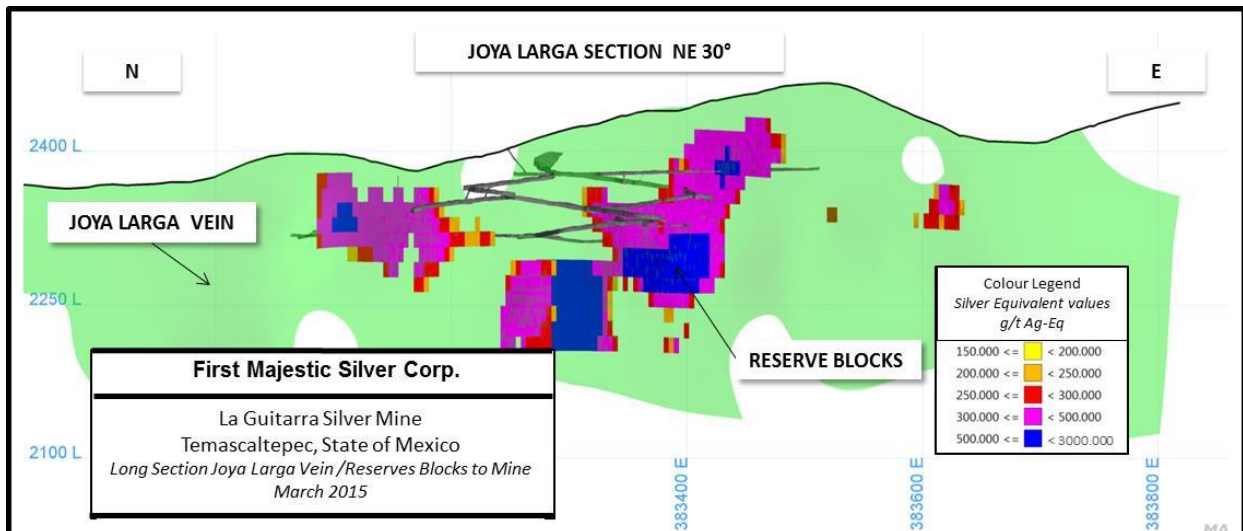 JOYA LARGA SECTION NE 30°
N
E
2400 L
JOYA LARGA VEIN
2250 L
Colour Legend
Silver Equivalent values
g/t Ag-Eq
150.000 <= < 200.000
200.000 <= < 250.000
250.000 <= < 300.000
300.000 <= < 500.000
500.000 <= < 3000.000
RESERVE BLOCKS
First Majestic Silver Corp.
La Guitarra Silver Mine
Temascaltepec, State of Mexico
Long Section Joya Larga Vein /Reserves Blocks to Mine
March 2015
2100 L
383400 E
383600 E
383800 E